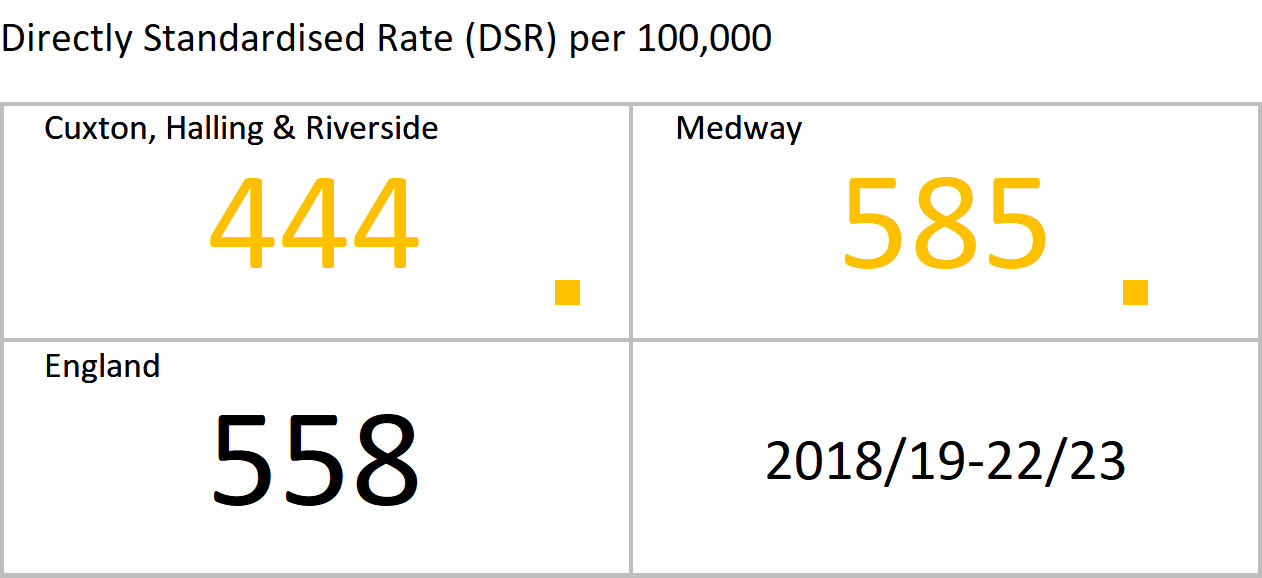 Directly Standardised Rate (DSR) per 100,000
Cuxton, Halling & Riverside
444
Medway
585
England
558
2018/19-22/23